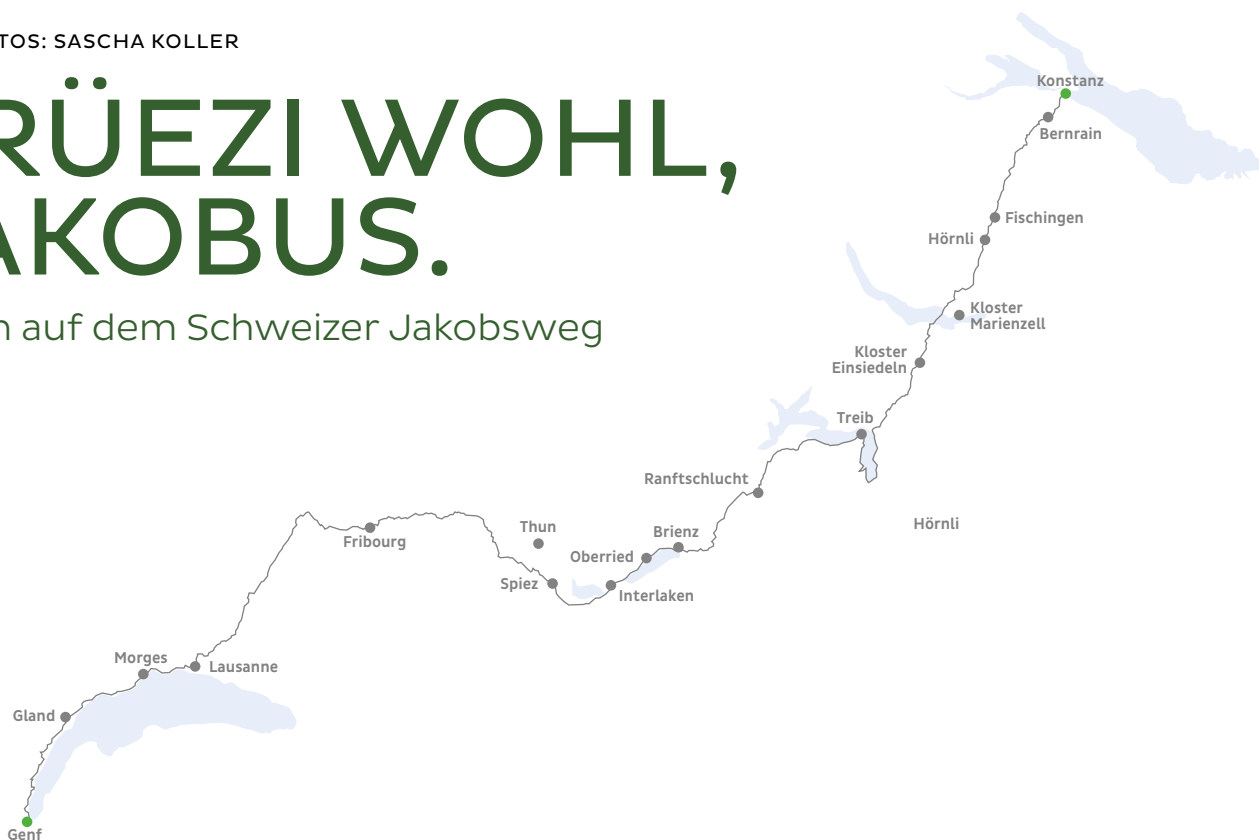 TOS: SASCHA KOLLER
RÜEZI WOHL,
AKOBUS.
n auf dem Schweizer Jakobsweg
Konstanz
Bernrain
Fischingen
Hörnli
Kloster
Marienzell
Kloster
Einsiedeln
Treib
Ranftschlucht
Hörnli
Thun
Brienz
Fribourg
Oberried
Spiez
Interlaken
Morges
Lausanne
Gland
Genf